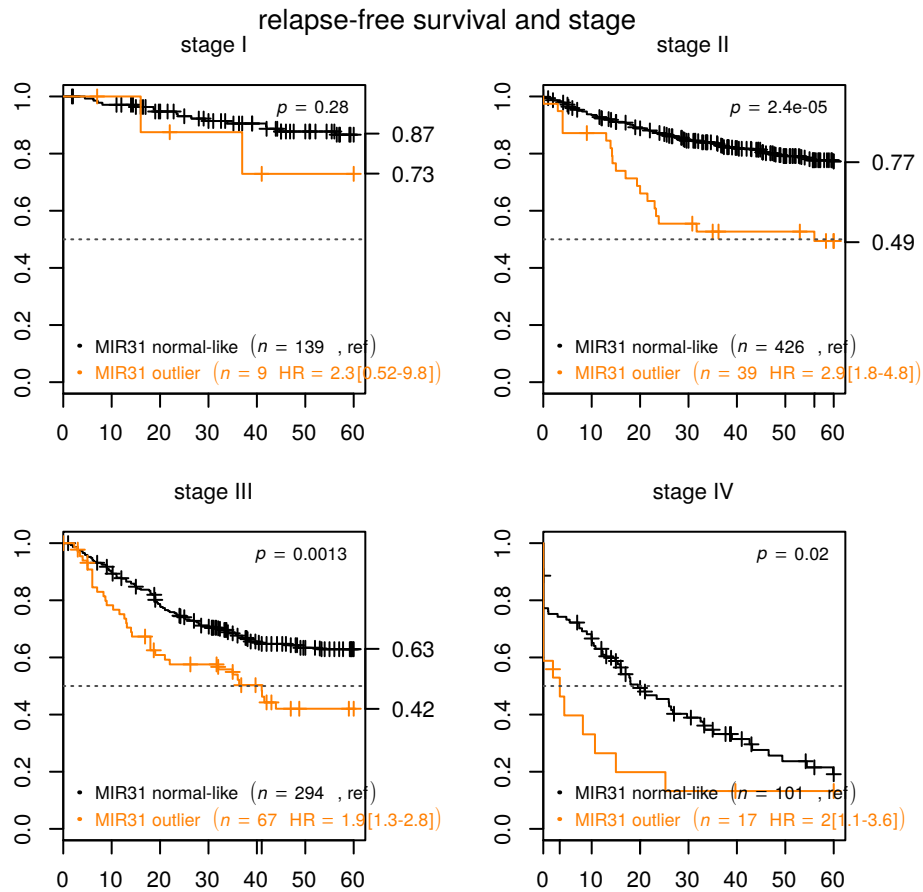 relapse-free survival and stage
stage I
p = 0.28
1.0
0.8
0.6
0.4
0.2
0.0
0.87
0.73
MIR31 normal-like (n = 139 , ref)
MIR31 outlier (n = 9 HR = 2.3[0.52-9.8])
0 10 20 30 40 50 60
stage II
p = 2.4e-05
1.0
0.8
0.6
0.4
0.2
0.0
0.77
0.49
MIR31 normal-like (n = 426 , ref)
MIR31 outlier (n = 39 HR = 2.9[1.8-4.8])
0 10 20 30 40 50 60
stage III
p = 0.0013
1.0
0.8
0.6
0.4
0.2
0.0
0.63
0.42
MIR31 normal-like (n = 294 , ref)
MIR31 outlier (n = 67 HR = 1.9[1.3-2.8])
0 10 20 30 40 50 60
stage IV
p = 0.02
1.0
0.8
0.6
0.4
0.2
0.0
MIR31 normal-like (n = 101 , ref)
MIR31 outlier (n = 17 HR = 2[1.1-3.6])
0 10 20 30 40 50 60